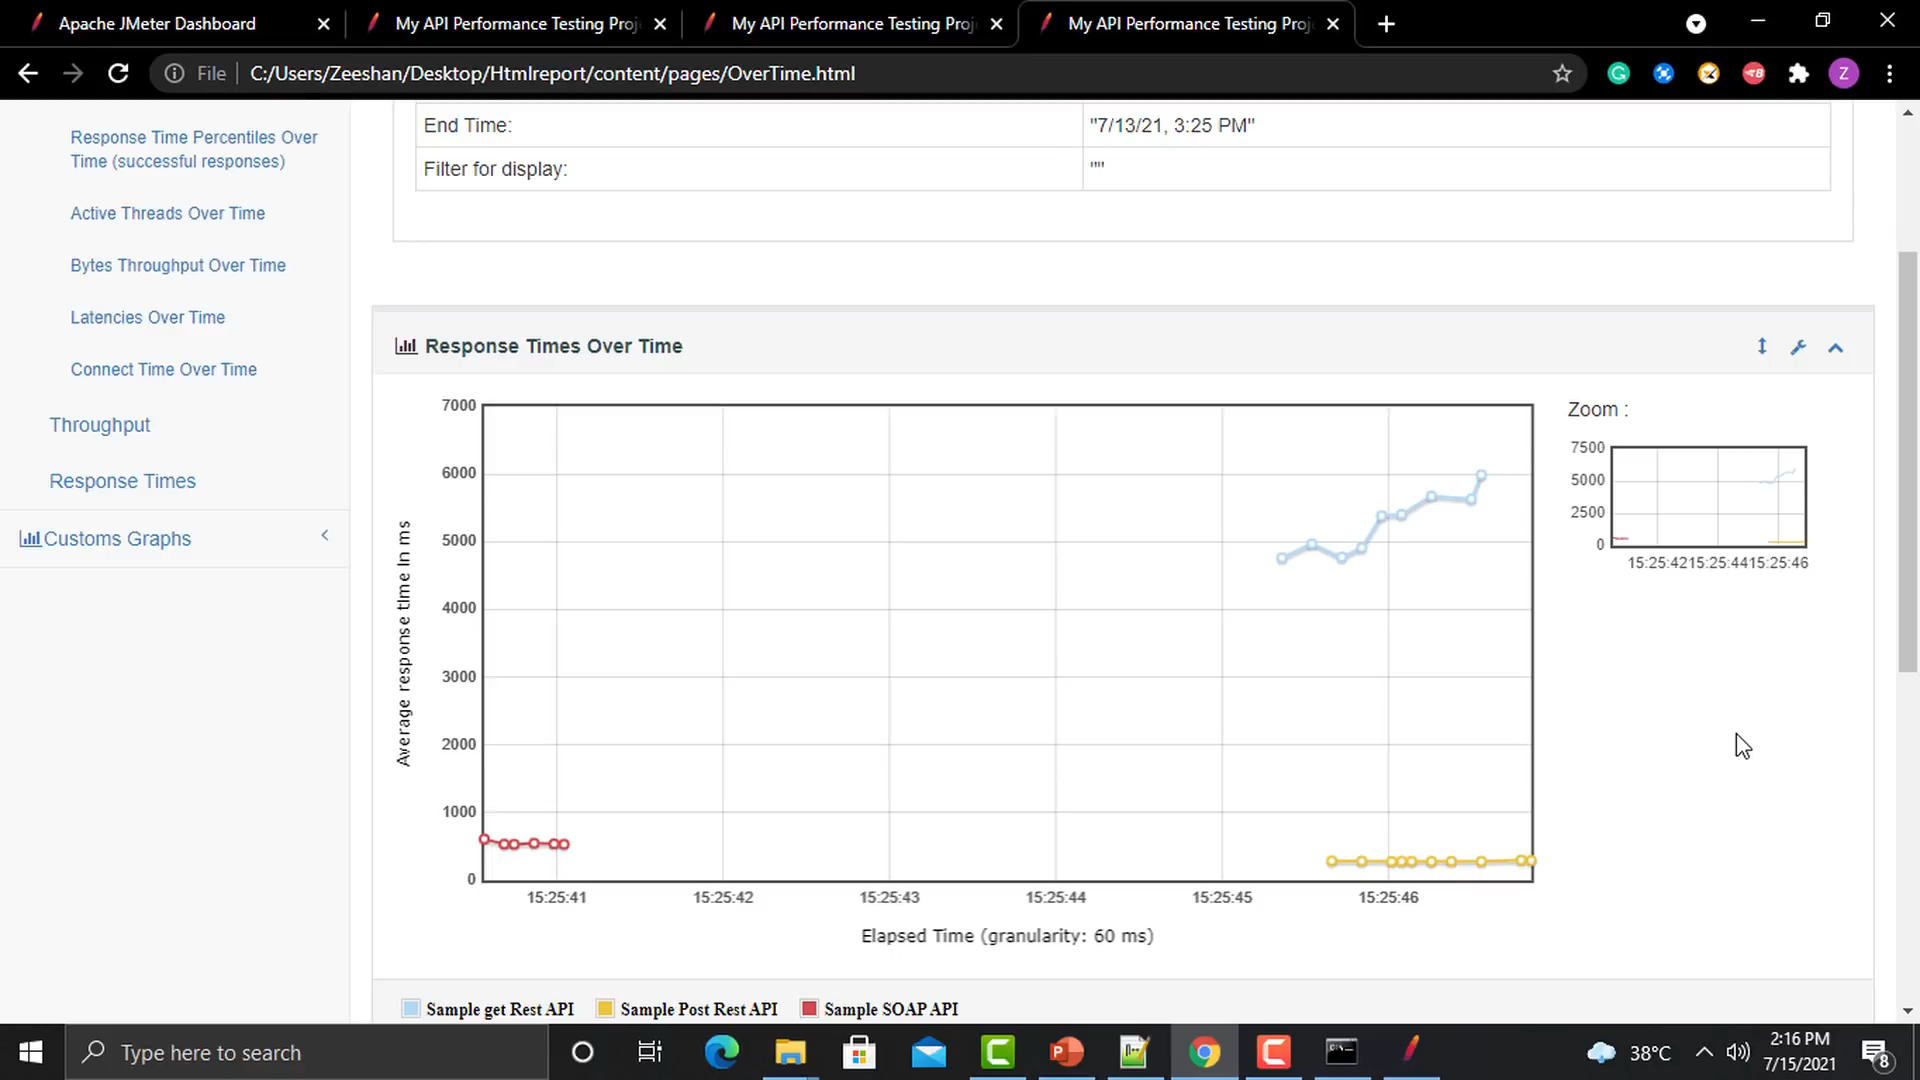 Apache JMeter Dashboard
My API Performance Testing Proj
My API Performance Testing Proj
My API Performance Testing Proj
File
C:/Users/Zeeshan/Desktop/Htmlreport/content/pages/OverTime.html
Z
Response Time Percentiles Over
Time (successful responses)
Active Threads Over Time
Bytes Throughput Over Time
Latencies Over Time
Connect Time Over Time
Throughput
Response Times
Customs Graphs
End Time:
"7/13/21, 3:25 PM"
Filter for display:
""
Response Times Over Time
7000
6000
5000
4000
3000
2000
1000
0
Average response time in ms
15:25:41
15:25:42
15:25:43
15:25:44
15:25:45
15:25:46
Elapsed Time (granularity: 60 ms)
Zoom :
7500
5000
2500
0
15:25:42
15:25:44
15:25:46
Sample get Rest API
Sample Post Rest API
Sample SOAP API
Type here to search
38°C
2:16 PM
7/15/2021
8